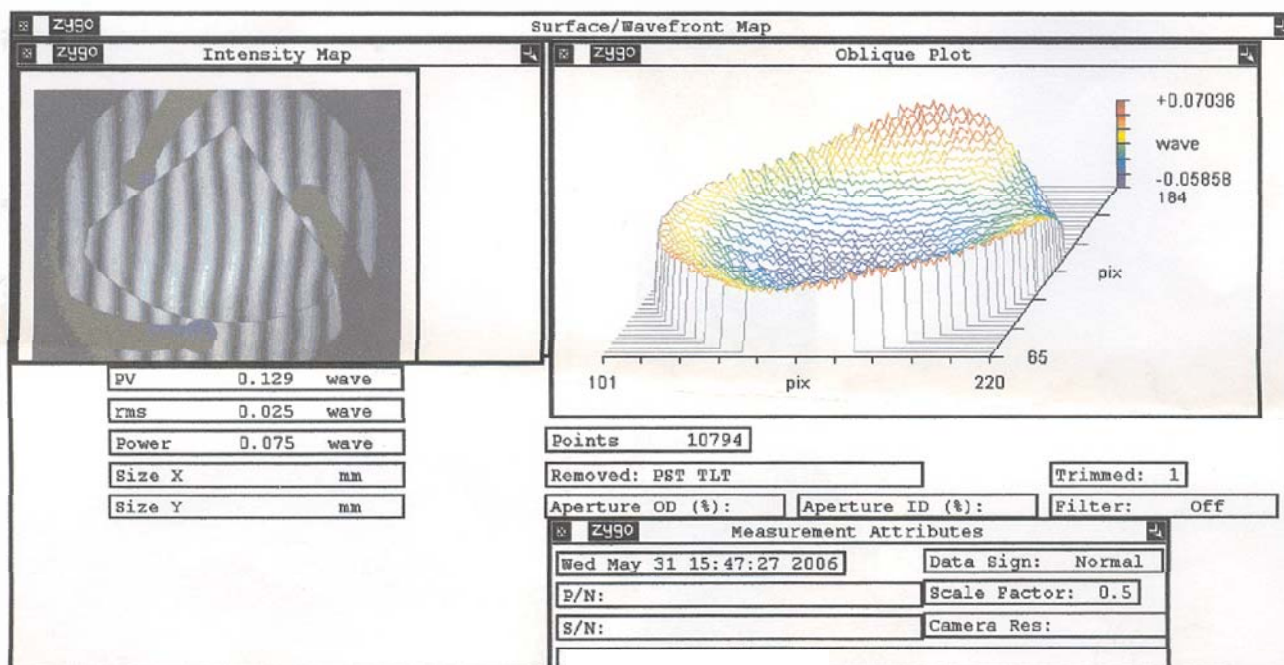 zygo Surface/Wavefront Map
zygo Intensity Map
zygo Oblique Plot
+0.07036
wave
-0.05858
184
pix
65
101 pix 220
PV 0.129 wave
rms 0.025 wave
Power 0.075 wave
Size X mm
Size Y mm
Points 10794
Removed: PST TLT
Trimmed: 1
Aperture OD (%):
Aperture ID (%):
Filter: Off
zygo Measurement Attributes
Wed May 31 15:47:27 2006
Data Sign: Normal
P/N:
Scale Factor: 0.5
S/N:
Camera Res: